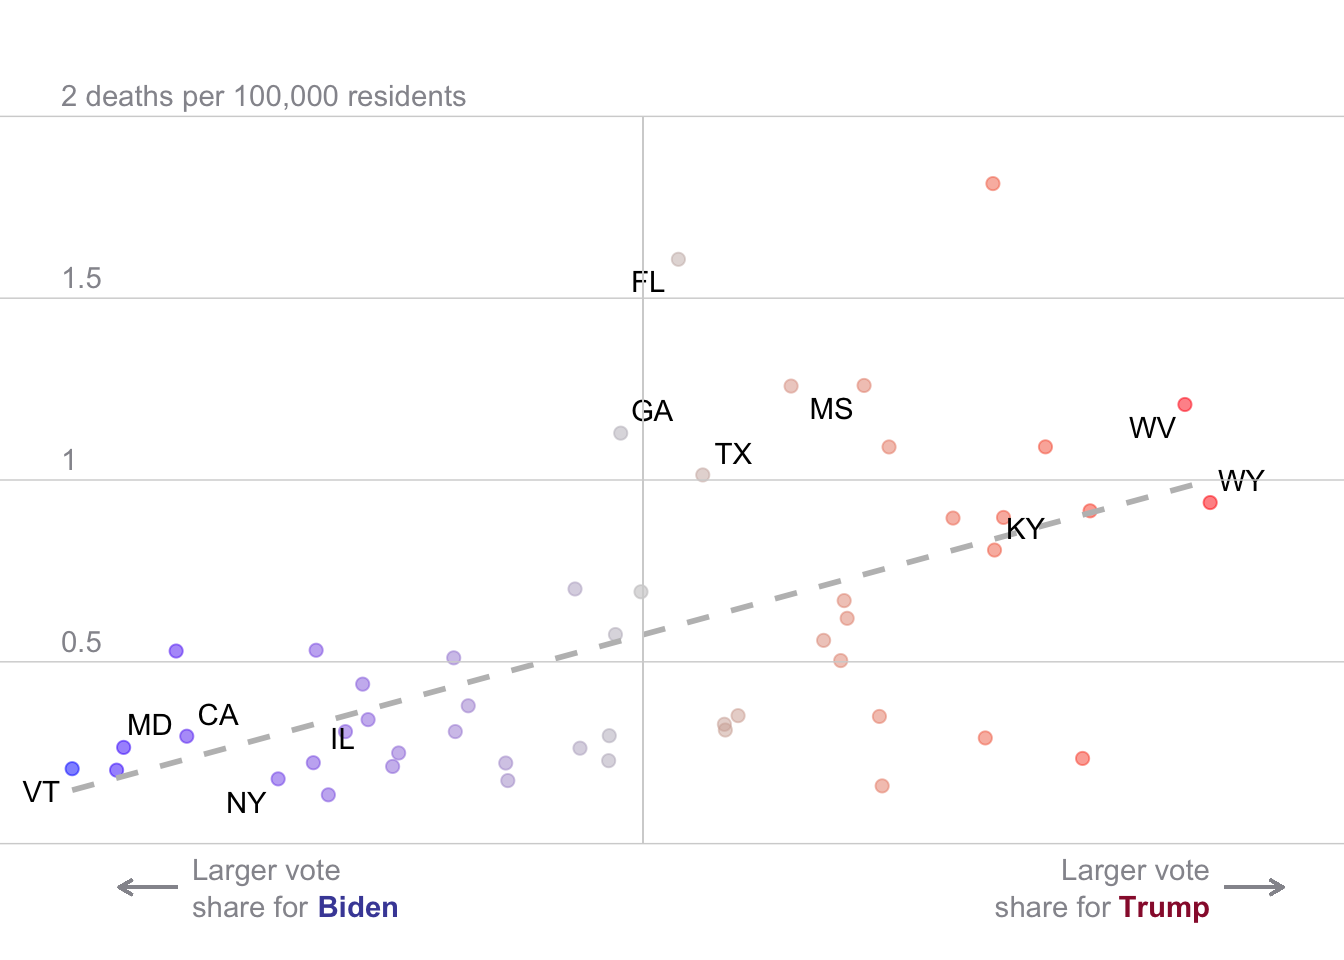 2 deaths per 100,000 residents
1.5
FL
GA
MS
WV
TX
1
WY
KY
0.5
CA
MD
IL
VT
NY
Larger vote
share for Biden
Larger vote
share for Trump